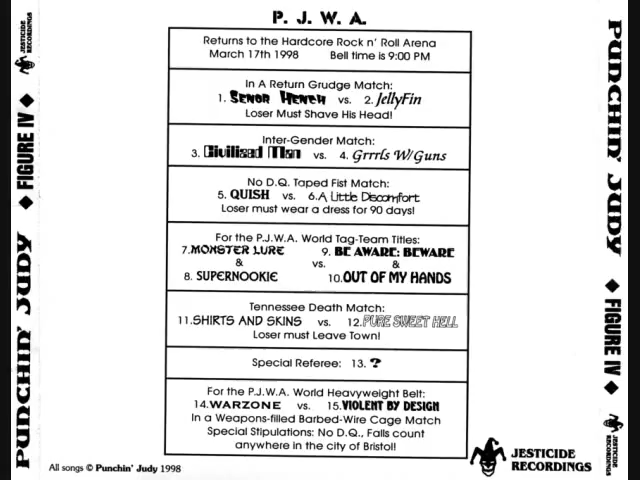 P. J. W. A.
Returns to the Hardcore Rock n' Roll Arena
March 17th 1998 Bell time is 9:00 PM
In A Return Grudge Match:
1. SENOR HENCH vs. 2. JellyFin
Loser Must Shave His Head!
Inter-Gender Match:
3. Civilized Man vs. 4. Grrrls W/Guns
No D.Q. Taped Fist Match:
5. QUISH vs. 6.A Little Discomfort
Loser must wear a dress for 90 days!
For the P.J.W.A. World Tag-Team Titles:
7.MONSTER LURE 9. BE AWARE: BEWARE
& vs. &
8. SUPERNOOKIE 10.OUT OF MY HANDS
Tennessee Death Match:
11.SHIRTS AND SKINS vs. 12.PURE SWEET HELL
Loser must Leave Town!
Special Referee: 13. ?
For the P.J.W.A. World Heavyweight Belt:
14.WARZONE vs. 15.VIOLENT BY DESIGN
In a Weapons-filled Barbed-Wire Cage Match
Special Stipulations: No D.Q., Falls count
anywhere in the city of Bristol!
All songs © Punchin' Judy 1998
JESTICIDE
RECORDINGS
PUNCHIN' JUDY ◆ FIGURE IV ◆ JESTICIDE RECORDINGS
PUNCHIN' JUDY ◆ FIGURE IV ◆ JESTICIDE RECORDINGS